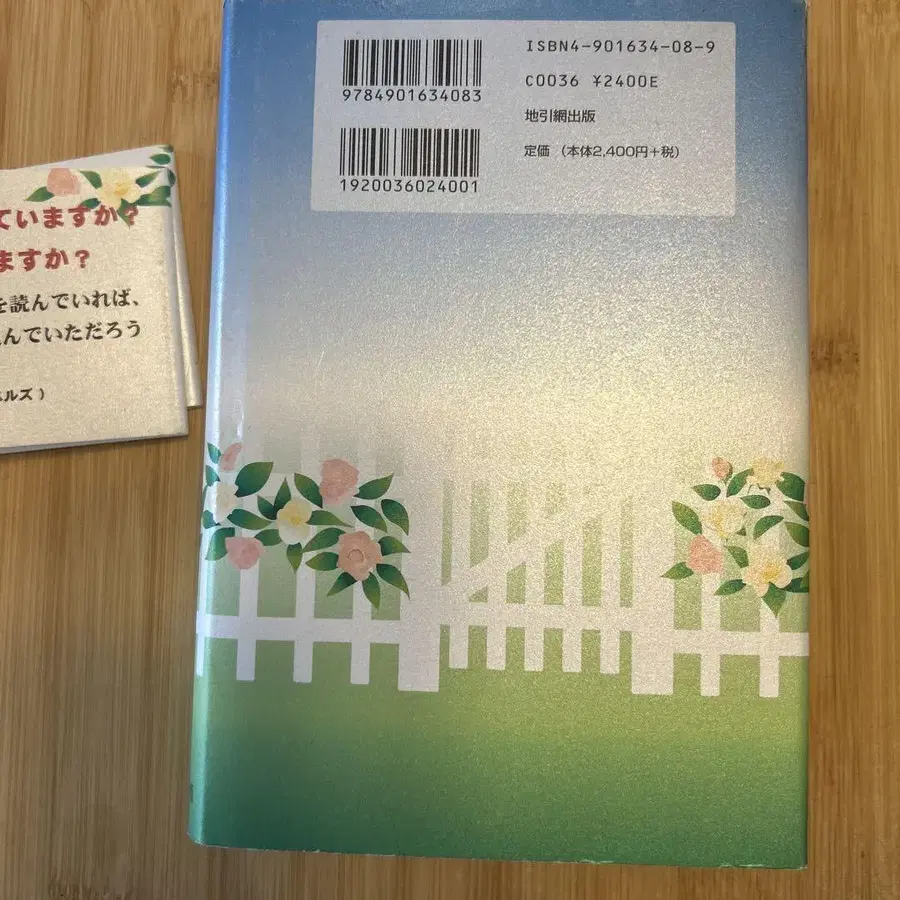 ISBN4-901634-08-9
9784901634083
C0036 ¥2400E
地引網出版
1920036024001
定価 (本体2,400円+税)
ていますか?
ますか?
を読んでいれば、
んでいただろう
ルズ )